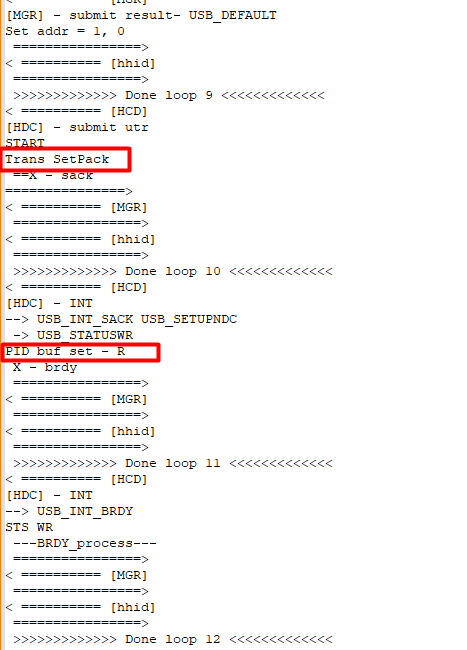 < ========== [MGR]
[MGR] - submit result- USB_DEFAULT
Set addr = 1, 0
================>
< ========== [hhid]
================>
>>>>>>>>>>>>> Done loop 9 <<<<<<<<<<<<<
< ========== [HCD]
[HDC] - submit utr
START
Trans SetPack
==X - sack
===============>
< ========== [MGR]
================>
< ========== [hhid]
================>
>>>>>>>>>>>>> Done loop 10 <<<<<<<<<<<<<
< ========== [HCD]
[HDC] - INT
--> USB_INT_SACK USB_SETUPNDC
-> USB_STATUSWR
PID buf set - R
X - brdy
================>
< ========== [MGR]
================>
< ========== [hhid]
================>
>>>>>>>>>>>>> Done loop 11 <<<<<<<<<<<<<
< ========== [HCD]
[HDC] - INT
--> USB_INT_BRDY
STS WR
---BRDY_process---
================>
< ========== [MGR]
================>
< ========== [hhid]
================>
>>>>>>>>>>>>> Done loop 12 <<<<<<<<<<<<<